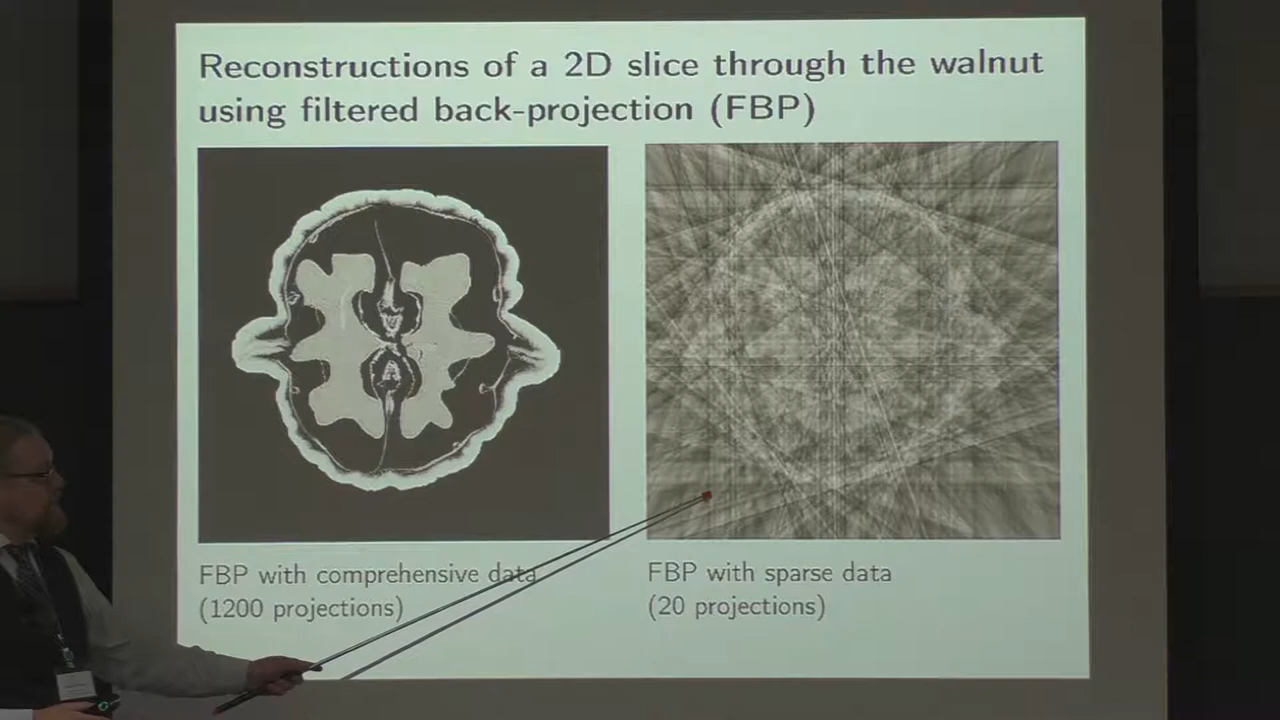 Reconstructions of a 2D slice through the walnut
using filtered back-projection (FBP)
FBP with comprehensive data
(1200 projections)
FBP with sparse data
(20 projections)